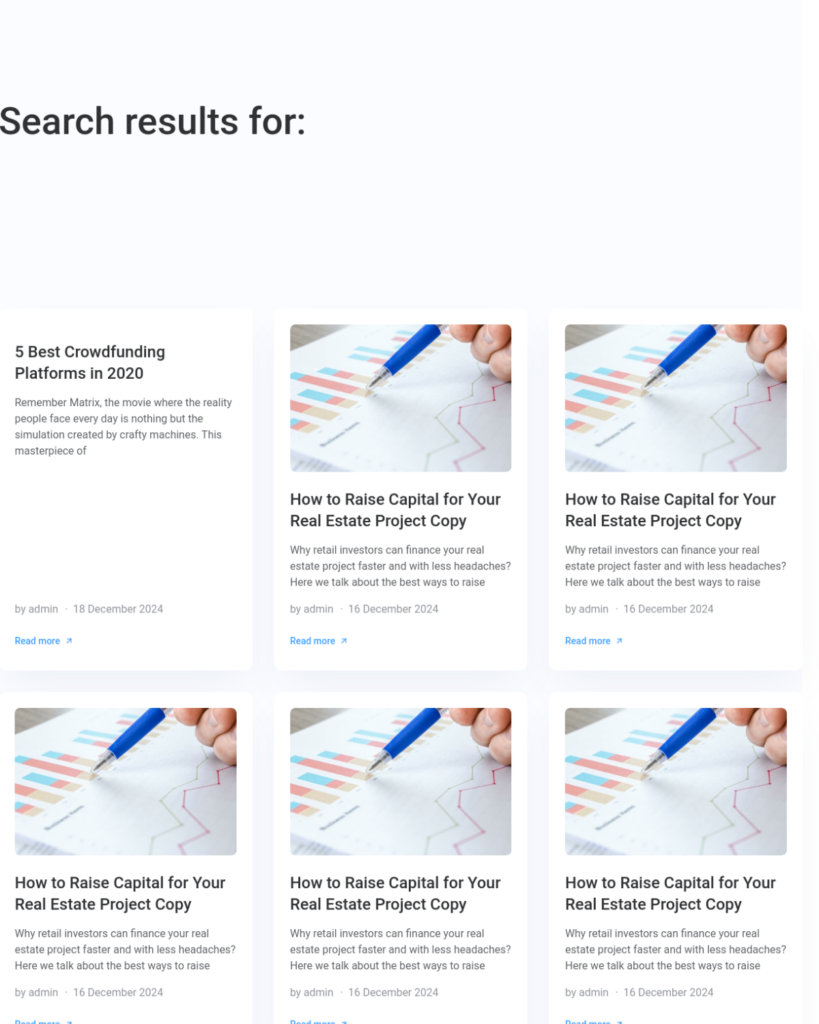 Search results for:
5 Best Crowdfunding
Platforms in 2020
Remember Matrix, the movie where the reality
people face every day is nothing but the
simulation created by crafty machines. This
masterpiece of
by admin · 18 December 2024
Read more
How to Raise Capital for Your
Real Estate Project Copy
Why retail investors can finance your real
estate project faster and with less headaches?
Here we talk about the best ways to raise
by admin · 16 December 2024
Read more
How to Raise Capital for Your
Real Estate Project Copy
Why retail investors can finance your real
estate project faster and with less headaches?
Here we talk about the best ways to raise
by admin · 16 December 2024
Read more
How to Raise Capital for Your
Real Estate Project Copy
Why retail investors can finance your real
estate project faster and with less headaches?
Here we talk about the best ways to raise
by admin · 16 December 2024
Read more
How to Raise Capital for Your
Real Estate Project Copy
Why retail investors can finance your real
estate project faster and with less headaches?
Here we talk about the best ways to raise
by admin · 16 December 2024
Read more
How to Raise Capital for Your
Real Estate Project Copy
Why retail investors can finance your real
estate project faster and with less headaches?
Here we talk about the best ways to raise
by admin · 16 December 2024
Read more